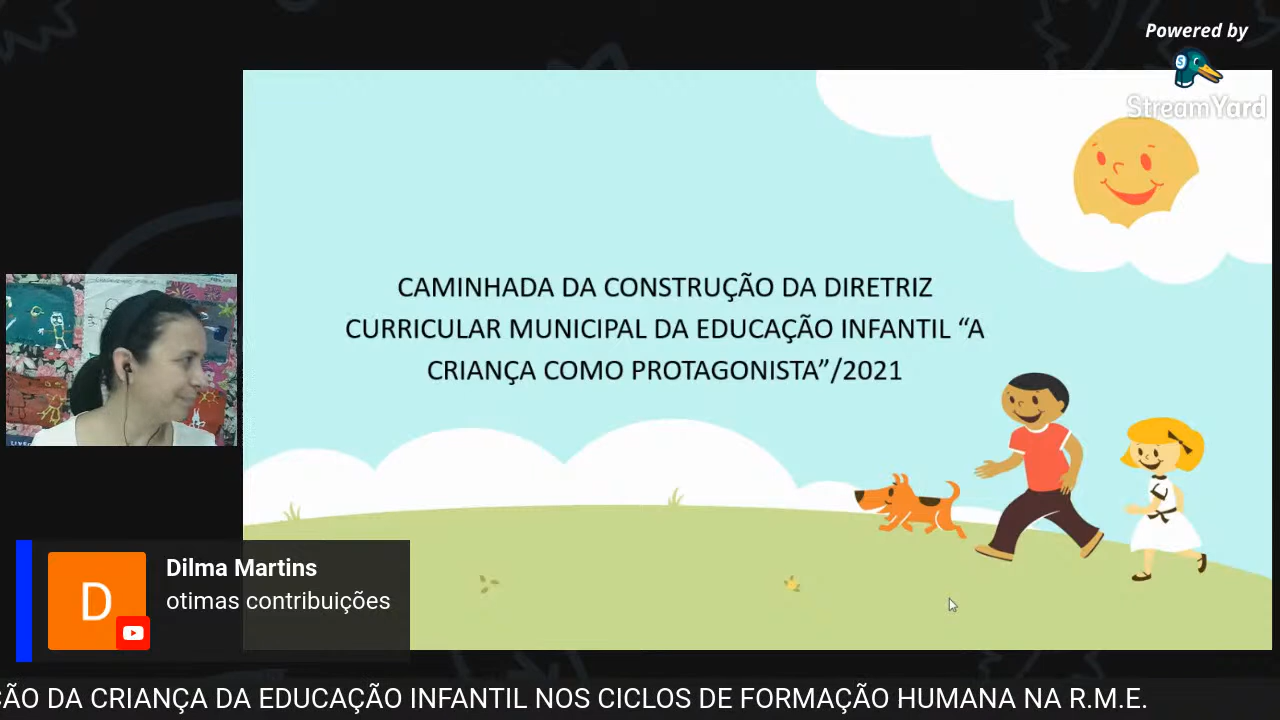 Powered by
StreamYard
CAMINHADA DA CONSTRUÇÃO DA DIRETRIZ
CURRICULAR MUNICIPAL DA EDUCAÇÃO INFANTIL “A
CRIANÇA COMO PROTAGONISTA”/2021
D
Dilma Martins
otimas contribuições
ÇÃO DA CRIANÇA DA EDUCAÇÃO INFANTIL NOS CICLOS DE FORMAÇÃO HUMANA NA R.M.E.